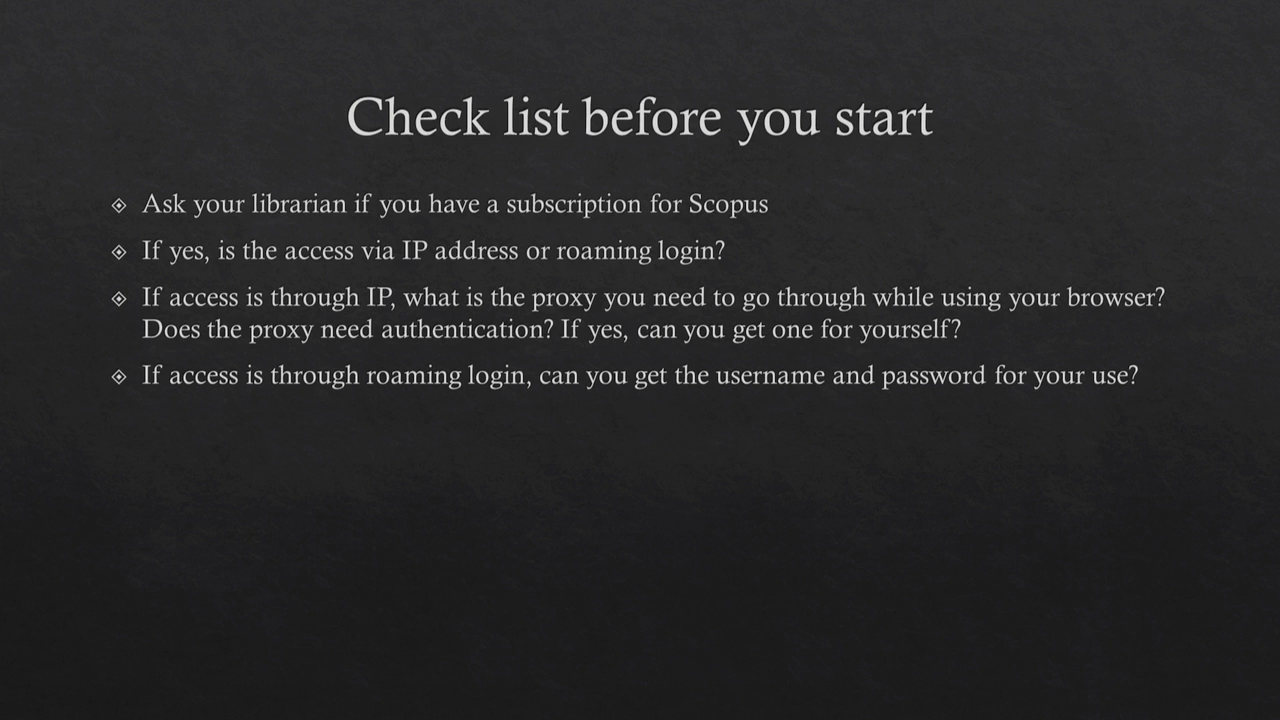 Check list before you start
Ask your librarian if you have a subscription for Scopus
If yes, is the access via IP address or roaming login?
If access is through IP, what is the proxy you need to go through while using your browser?
Does the proxy need authentication? If yes, can you get one for yourself?
If access is through roaming login, can you get the username and password for your use?